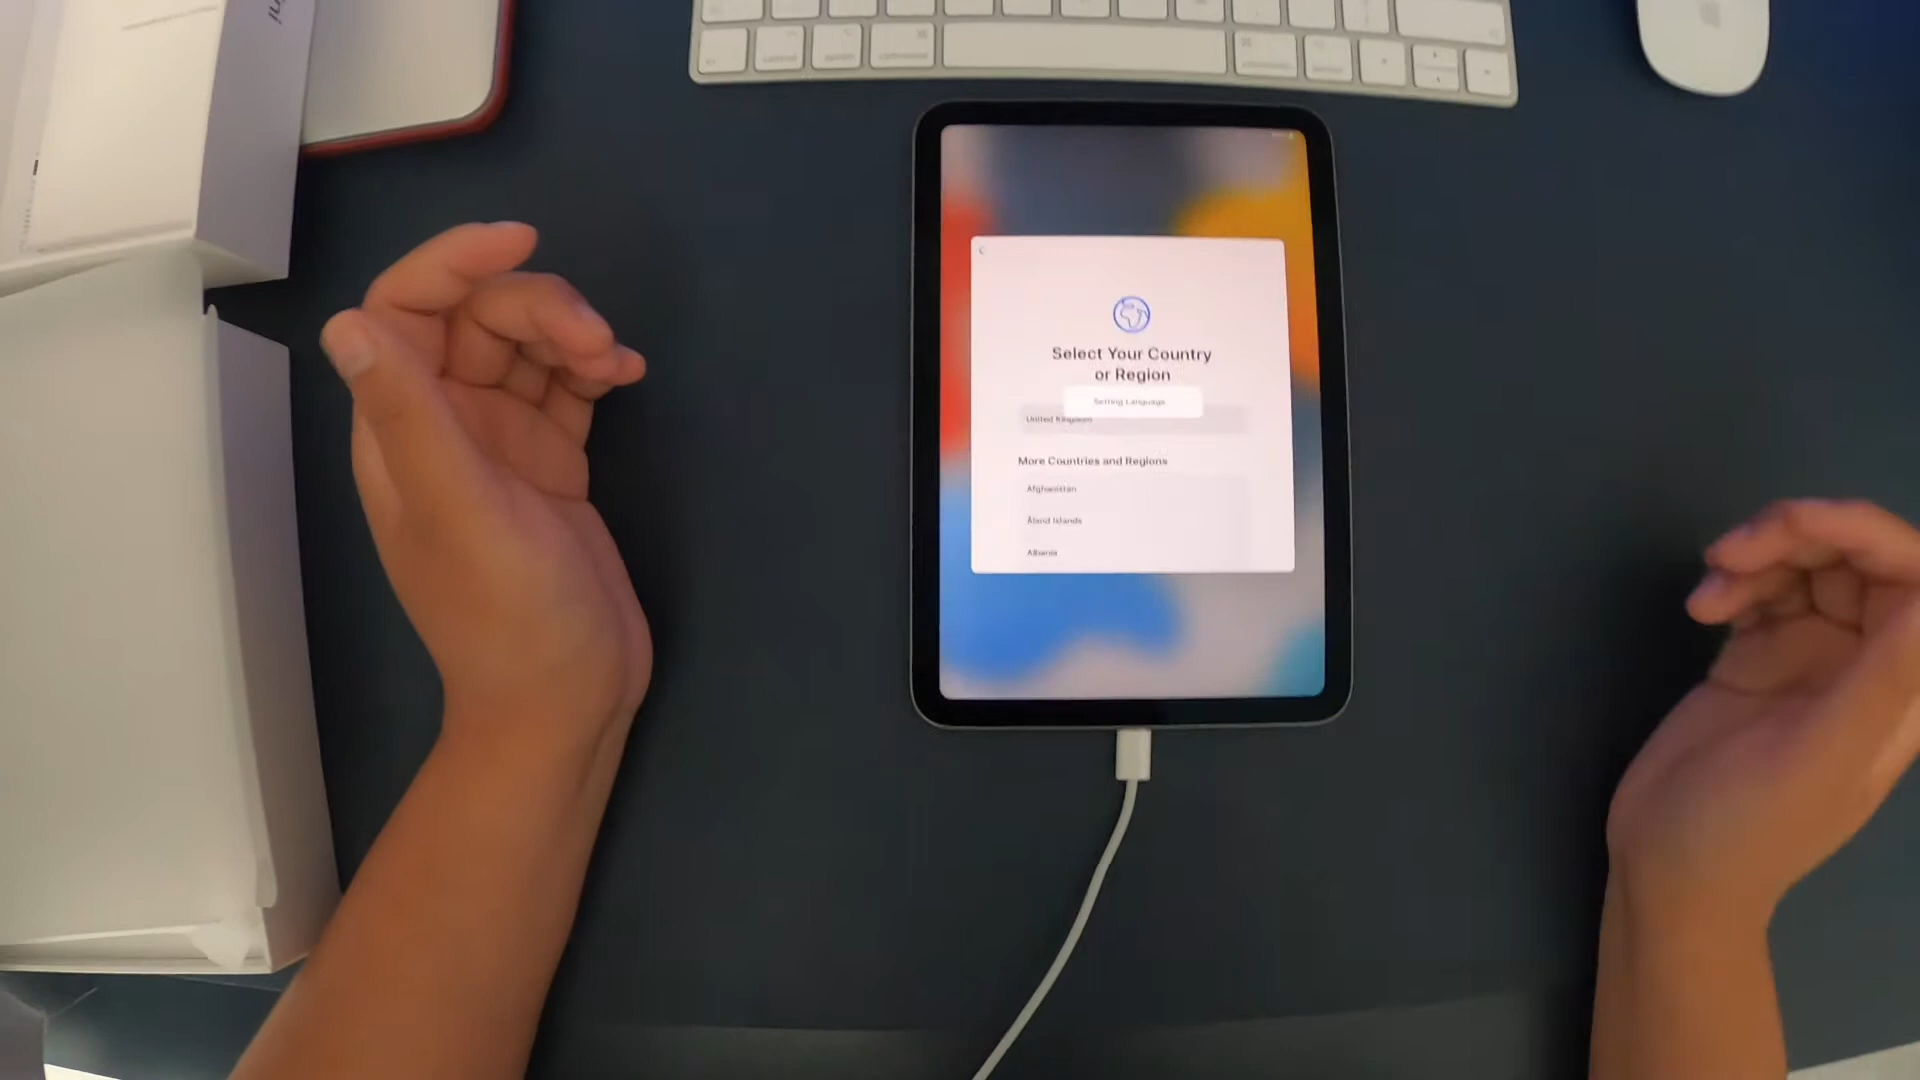 Select Your Country
or Region
Setting Language
United Kingdom
More Countries and Regions
Afghanistan
Åland Islands
Albania